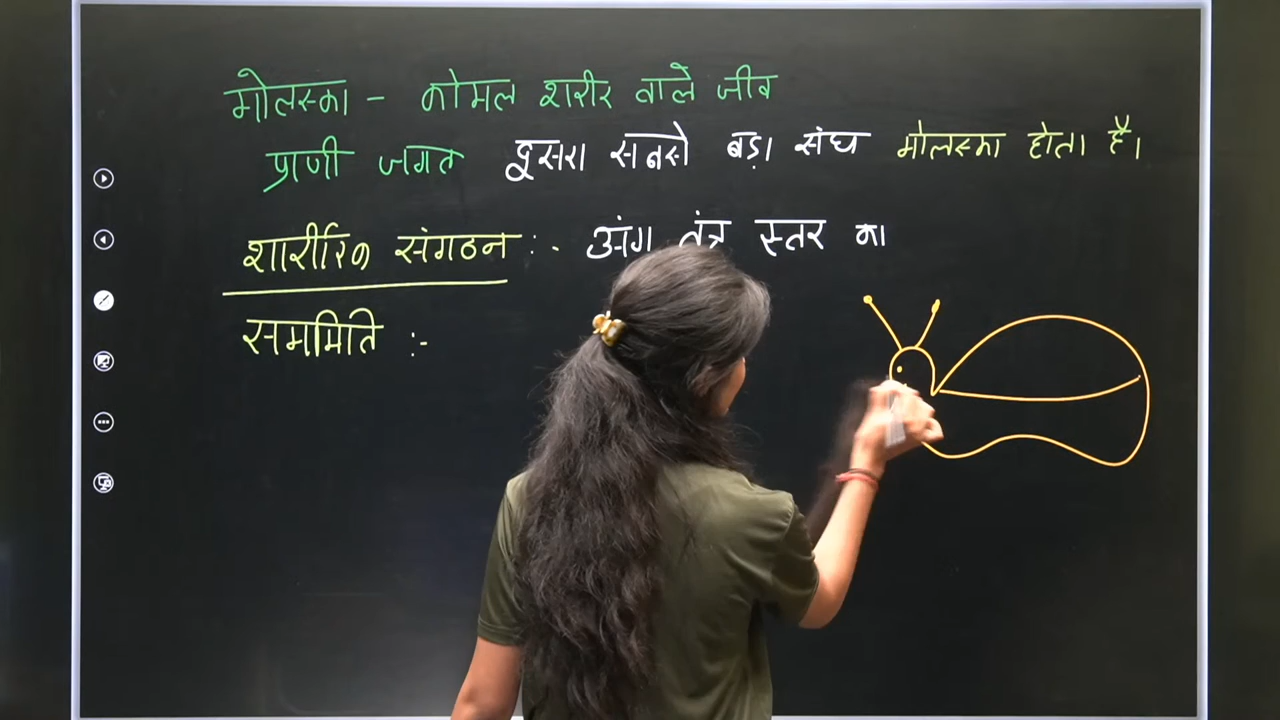 मोलस्का - कोमल शरीर वाले जीव
प्राणी जगत दूसरा सबसे बड़ा संघ मोलस्का होता है।
शारीरिक संगठन :- अंग तंत्र स्तर का
सममिति :-